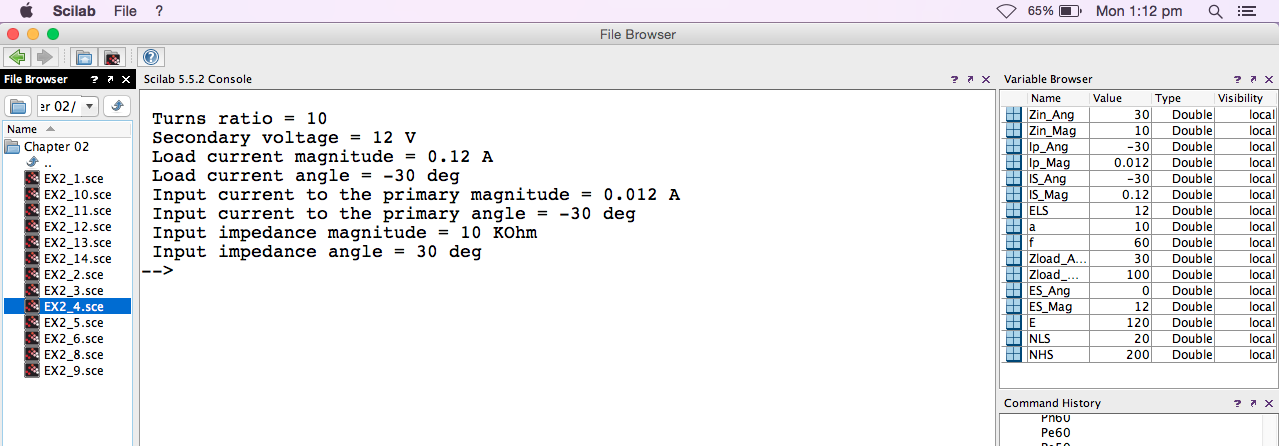 Scilab File ? 65% Mon 1:12 pm
File Browser
File Browser ? Scilab 5.5.2 Console ? Variable Browser ?
er 02/
Name
Chapter 02
..
EX2_1.sce
EX2_10.sce
EX2_11.sce
EX2_12.sce
EX2_13.sce
EX2_14.sce
EX2_2.sce
EX2_3.sce
EX2_4.sce
EX2_5.sce
EX2_6.sce
EX2_8.sce
EX2_9.sce
Turns ratio = 10
Secondary voltage = 12 V
Load current magnitude = 0.12 A
Load current angle = -30 deg
Input current to the primary magnitude = 0.012 A
Input current to the primary angle = -30 deg
Input impedance magnitude = 10 KOhm
Input impedance angle = 30 deg
-->
Name Value Type Visibility
Zin_Ang 30 Double local
Zin_Mag 10 Double local
Ip_Ang -30 Double local
Ip_Mag 0.012 Double local
IS_Ang -30 Double local
IS_Mag 0.12 Double local
ELS 12 Double local
a 10 Double local
f 60 Double local
Zload_A... 30 Double local
Zload_... 100 Double local
ES_Ang 0 Double local
ES_Mag 12 Double local
E 120 Double local
NLS 20 Double local
NHS 200 Double local
Command History ?
Ph60
Pe60